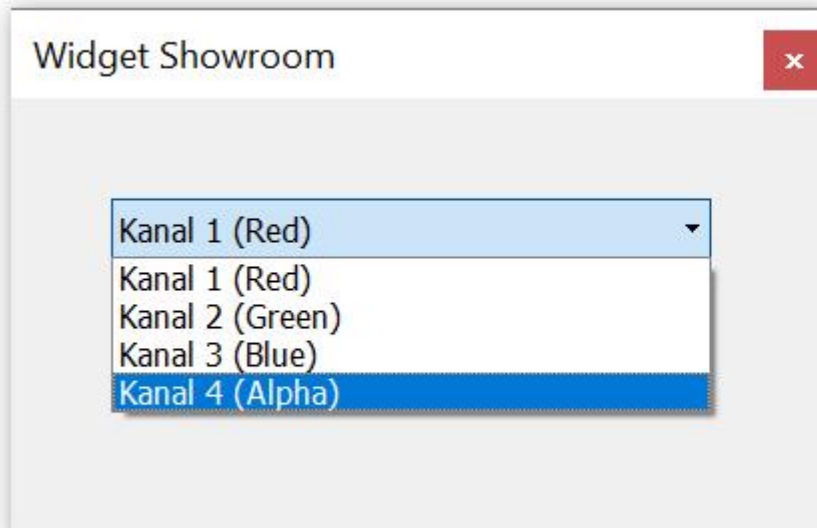 Widget Showroom
Kanal 1 (Red)
Kanal 1 (Red)
Kanal 2 (Green)
Kanal 3 (Blue)
Kanal 4 (Alpha)